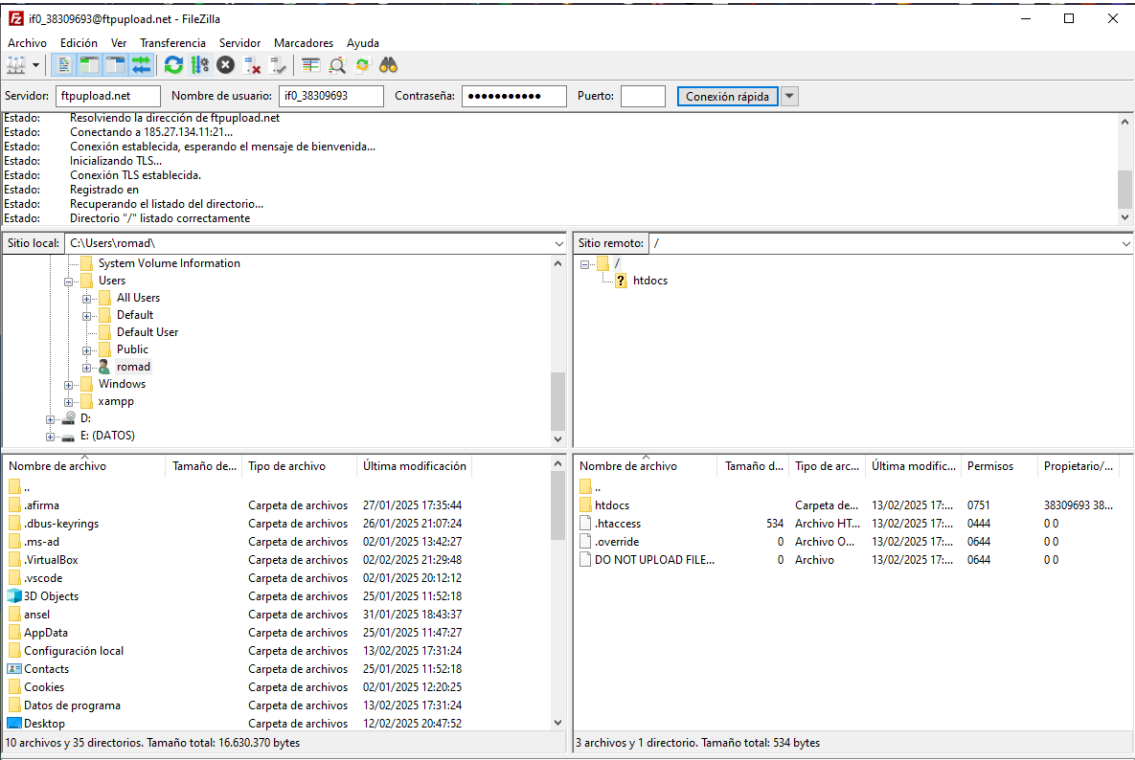 if0_38309693@ftpupload.net - FileZilla
Archivo Edición Ver Transferencia Servidor Marcadores Ayuda
Servidor: ftpupload.net Nombre de usuario: if0_38309693 Contraseña: ●●●●●●●●●●● Puerto: Conexión rápida
Estado: Resolviendo la dirección de ftpupload.net
Estado: Conectando a 185.27.134.11:21...
Estado: Conexión establecida, esperando el mensaje de bienvenida...
Estado: Inicializando TLS...
Estado: Conexión TLS establecida.
Estado: Registrado en
Estado: Recuperando el listado del directorio...
Estado: Directorio "/" listado correctamente
Sitio local: C:\Users\romad\
System Volume Information
Users
All Users
Default
Default User
Public
romad
Windows
xampp
D:
E: (DATOS)
Sitio remoto: /
/
? htdocs
Nombre de archivo Tamaño de... Tipo de archivo Última modificación
..
.afirma Carpeta de archivos 27/01/2025 17:35:44
.dbus-keyrings Carpeta de archivos 26/01/2025 21:07:24
.ms-ad Carpeta de archivos 02/01/2025 13:42:27
.VirtualBox Carpeta de archivos 02/02/2025 21:29:48
.vscode Carpeta de archivos 02/01/2025 20:12:12
3D Objects Carpeta de archivos 25/01/2025 11:52:18
ansel Carpeta de archivos 31/01/2025 18:43:37
AppData Carpeta de archivos 25/01/2025 11:47:27
Configuración local Carpeta de archivos 13/02/2025 17:31:24
Contacts Carpeta de archivos 25/01/2025 11:52:18
Cookies Carpeta de archivos 02/01/2025 12:20:25
Datos de programa Carpeta de archivos 13/02/2025 17:31:24
Desktop Carpeta de archivos 12/02/2025 20:47:52
10 archivos y 35 directorios. Tamaño total: 16.630.370 bytes
Nombre de archivo Tamaño d... Tipo de arc... Última modific... Permisos Propietario/...
..
htdocs Carpeta de... 13/02/2025 17:... 0751 38309693 38...
.htaccess 534 Archivo HT... 13/02/2025 17:... 0444 0 0
.override 0 Archivo O... 13/02/2025 17:... 0644 0 0
DO NOT UPLOAD FILE... 0 Archivo 13/02/2025 17:... 0644 0 0
3 archivos y 1 directorio. Tamaño total: 534 bytes